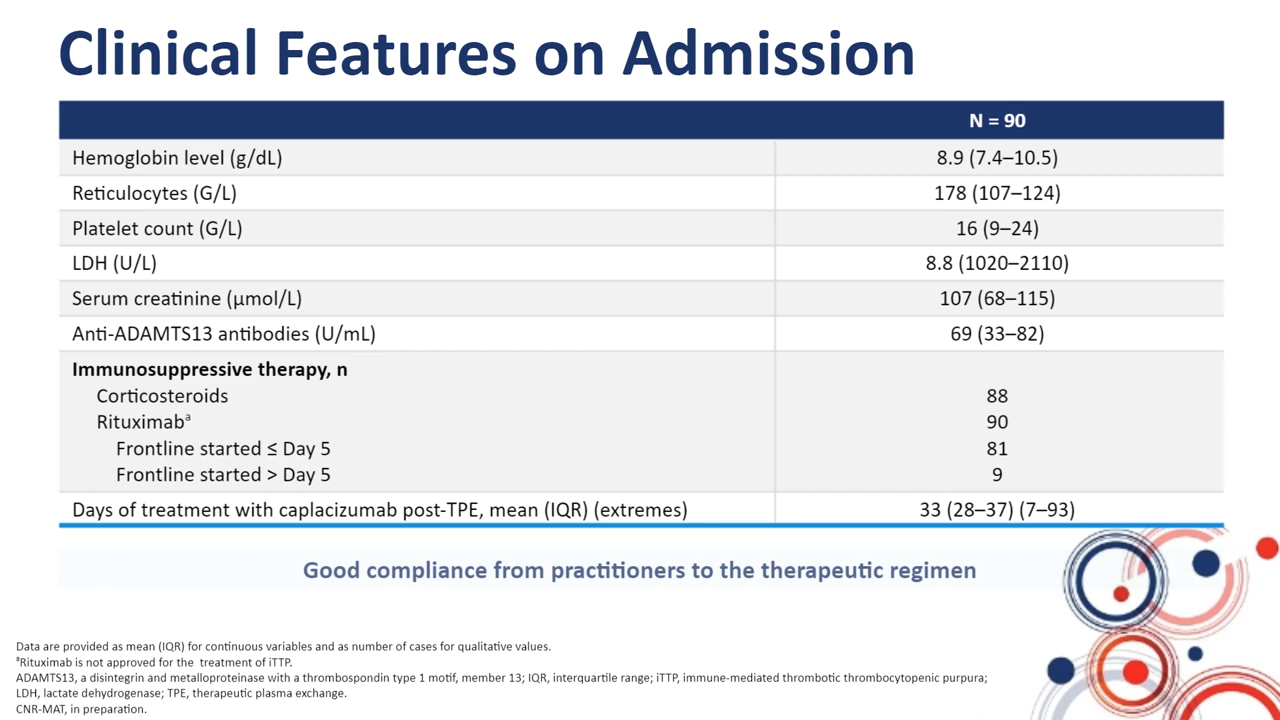 Clinical Features on Admission
N = 90
Hemoglobin level (g/dL) 8.9 (7.4–10.5)
Reticulocytes (G/L) 178 (107–124)
Platelet count (G/L) 16 (9–24)
LDH (U/L) 8.8 (1020–2110)
Serum creatinine (µmol/L) 107 (68–115)
Anti-ADAMTS13 antibodies (U/mL) 69 (33–82)
Immunosuppressive therapy, n
Corticosteroids 88
Rituximabᵃ 90
Frontline started ≤ Day 5 81
Frontline started > Day 5 9
Days of treatment with caplacizumab post-TPE, mean (IQR) (extremes) 33 (28–37) (7–93)
Good compliance from practitioners to the therapeutic regimen
Data are provided as mean (IQR) for continuous variables and as number of cases for qualitative values.
ᵃRituximab is not approved for the treatment of iTTP.
ADAMTS13, a disintegrin and metalloproteinase with a thrombospondin type 1 motif, member 13; IQR, interquartile range; iTTP, immune-mediated thrombotic thrombocytopenic purpura;
LDH, lactate dehydrogenase; TPE, therapeutic plasma exchange.
CNR-MAT, in preparation.